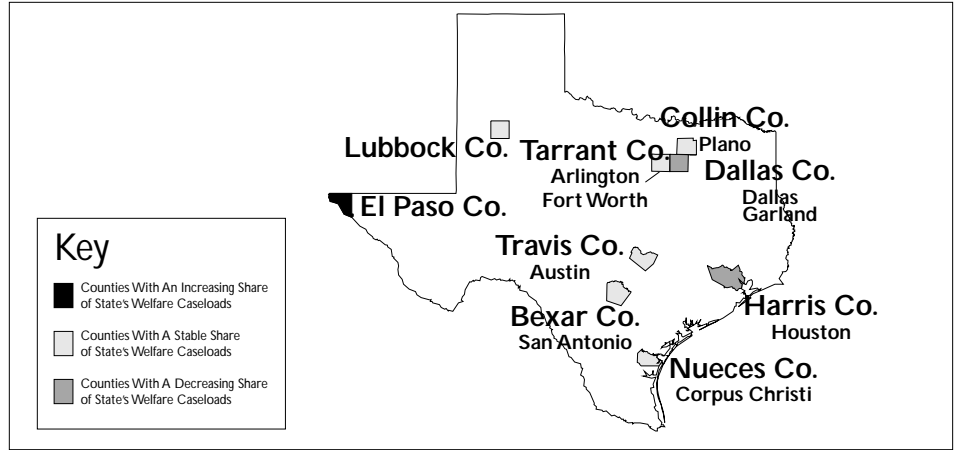 Collin Co.
Plano
Lubbock Co.
Tarrant Co.
Arlington
Fort Worth
Dallas Co.
Dallas
Garland
El Paso Co.
Travis Co.
Austin
Bexar Co.
San Antonio
Harris Co.
Houston
Nueces Co.
Corpus Christi
Key
Counties With An Increasing Share
of State's Welfare Caseloads
Counties With A Stable Share
of State's Welfare Caseloads
Counties With A Decreasing Share
of State's Welfare Caseloads